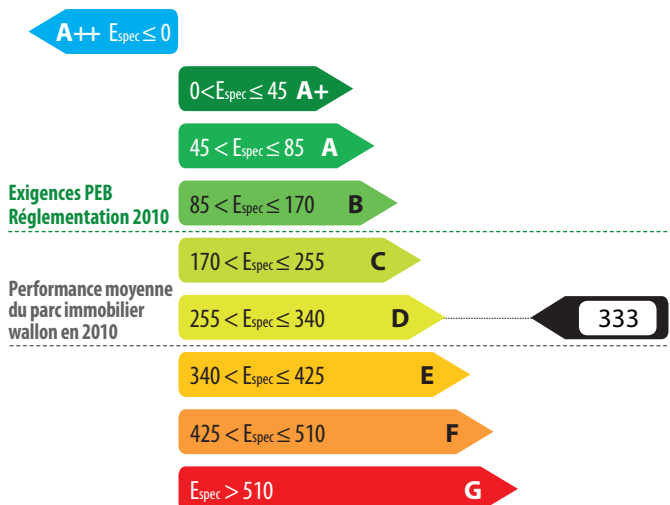 A++ Espec ≤ 0
0<Espec ≤ 45 A+
45 < Espec ≤ 85 A
Exigences PEB
Réglementation 2010
85 < Espec ≤ 170 B
170 < Espec ≤ 255 C
Performance moyenne
du parc immobilier
wallon en 2010
255 < Espec ≤ 340 D
333
340 < Espec ≤ 425 E
425 < Espec ≤ 510 F
Espec > 510 G